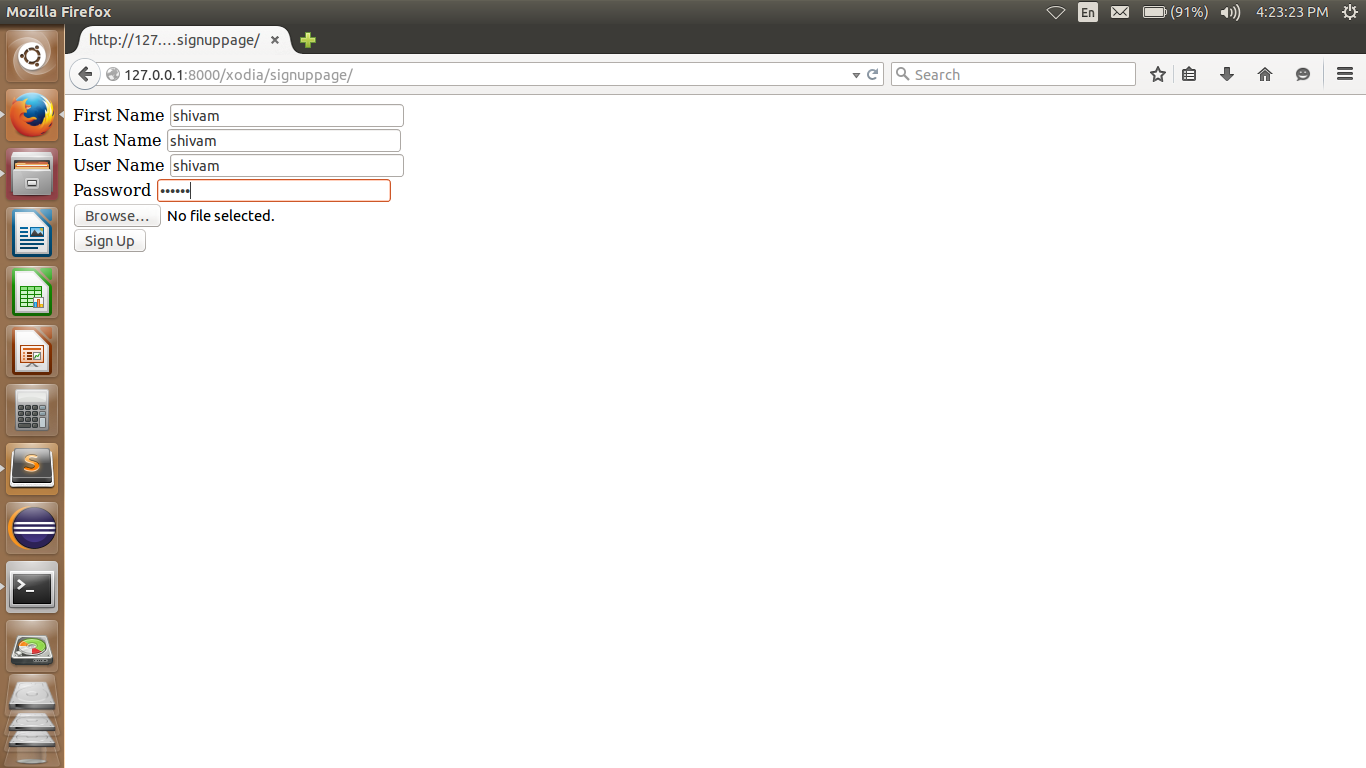 Mozilla Firefox En (91%) 4:23:23 PM
http://127....signuppage/
127.0.0.1:8000/xodia/signuppage/ Search
First Name shivam
Last Name shivam
User Name shivam
Password ••••••
Browse... No file selected.
Sign Up